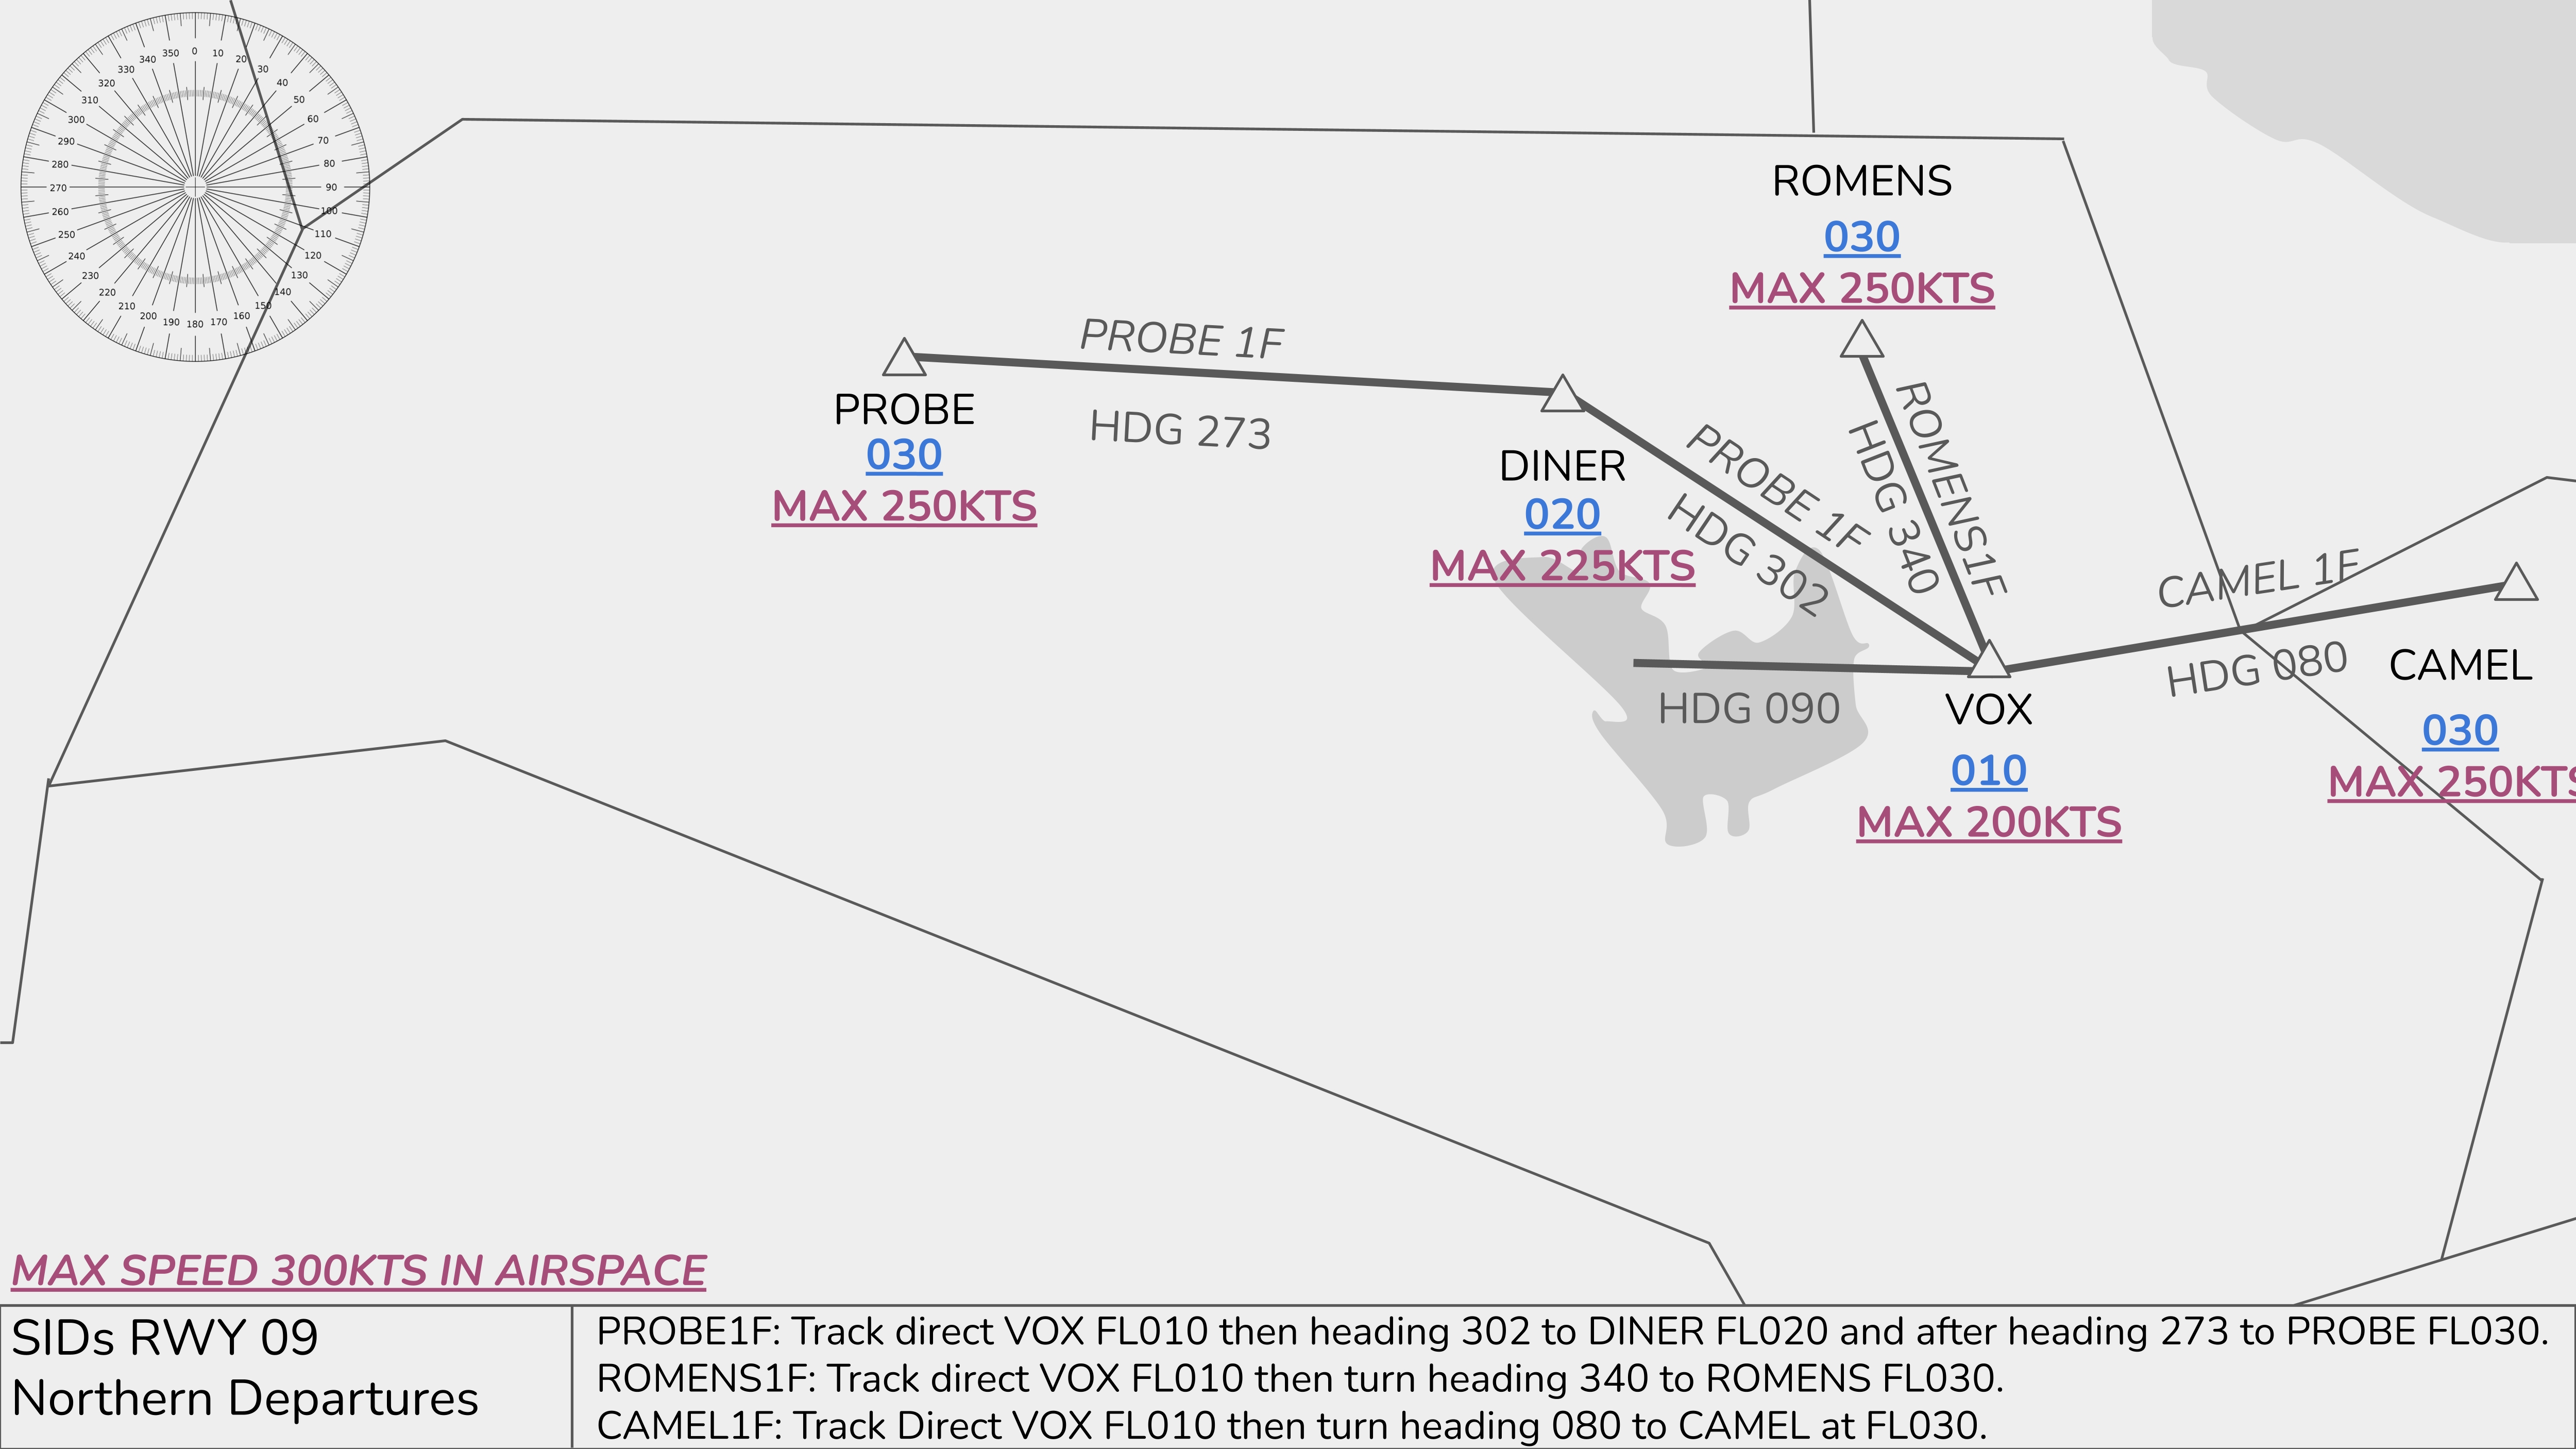 0
10
20
30
40
50
60
70
80
90
100
110
120
130
140
150
160
170
180
190
200
210
220
230
240
250
260
270
280
290
300
310
320
330
340
350
ROMENS
030
MAX 250KTS
PROBE 1F
HDG 273
PROBE
030
MAX 250KTS
DINER
020
MAX 225KTS
PROBE 1F
HDG 302
ROMENS1F
HDG 340
CAMEL 1F
HDG 080
CAMEL
030
MAX 250KTS
HDG 090
VOX
010
MAX 200KTS
MAX SPEED 300KTS IN AIRSPACE
SIDs RWY 09
Northern Departures
PROBE1F: Track direct VOX FL010 then heading 302 to DINER FL020 and after heading 273 to PROBE FL030.
ROMENS1F: Track direct VOX FL010 then turn heading 340 to ROMENS FL030.
CAMEL1F: Track Direct VOX FL010 then turn heading 080 to CAMEL at FL030.